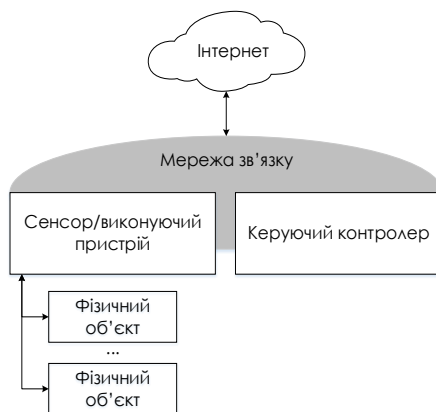 Інтернет
Мережа зв’язку
Сенсор/виконуючий
пристрій
Керуючий контролер
Фізичний
об’єкт
...
Фізичний
об’єкт